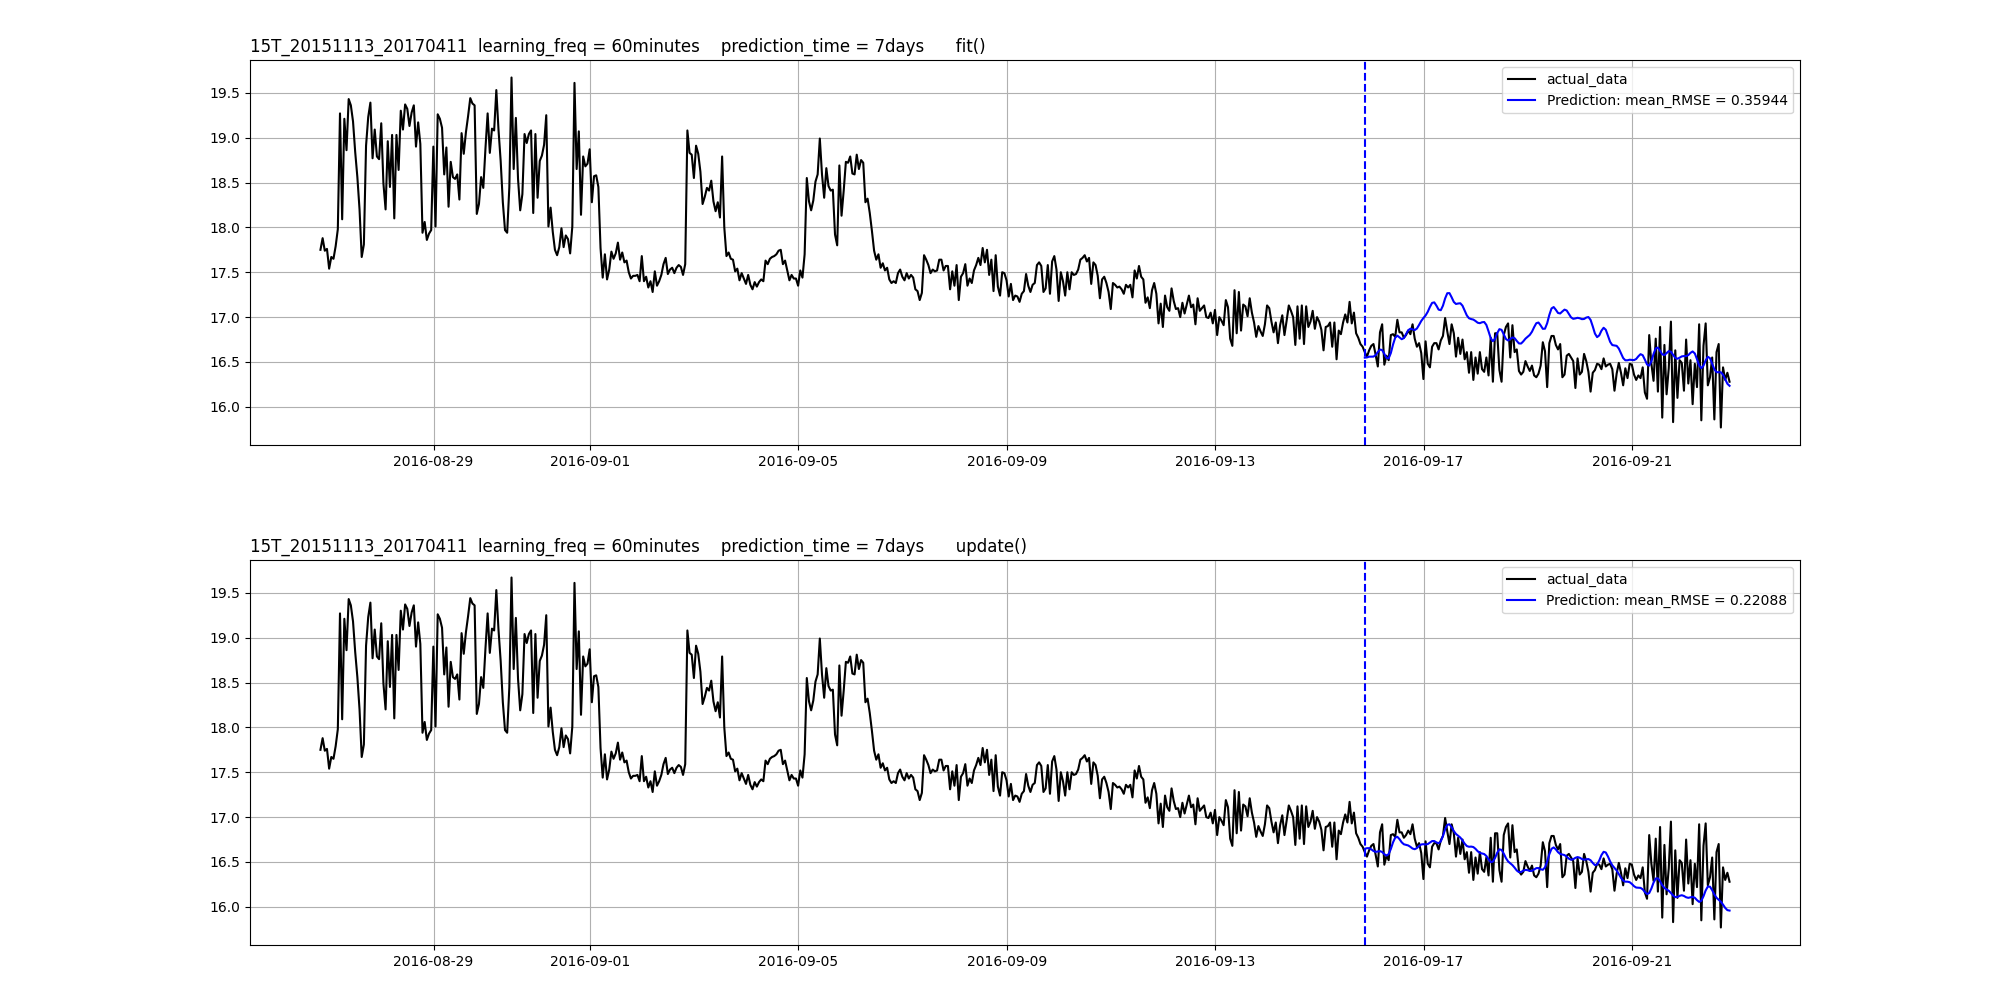 15T_20151113_20170411  learning_freq = 60minutes    prediction_time = 7days      fit()
actual_data
Prediction: mean_RMSE = 0.35944
19.5
19.0
18.5
18.0
17.5
17.0
16.5
16.0
2016-08-29 2016-09-01 2016-09-05 2016-09-09 2016-09-13 2016-09-17 2016-09-21
15T_20151113_20170411  learning_freq = 60minutes    prediction_time = 7days      update()
actual_data
Prediction: mean_RMSE = 0.22088
19.5
19.0
18.5
18.0
17.5
17.0
16.5
16.0
2016-08-29 2016-09-01 2016-09-05 2016-09-09 2016-09-13 2016-09-17 2016-09-21